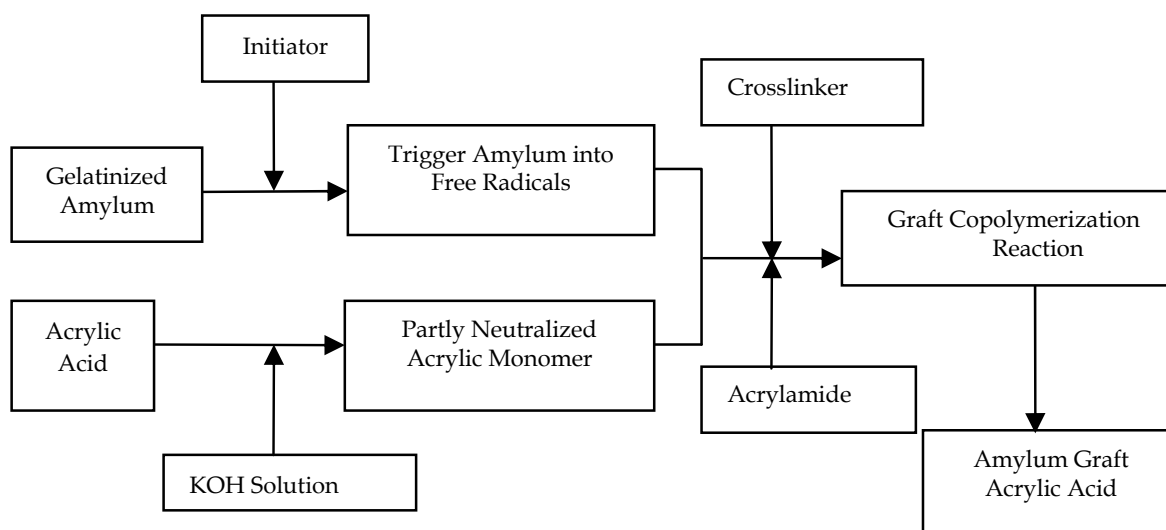 Initiator
Crosslinker
Gelatinized
Amylum
Trigger Amylum into
Free Radicals
Graft Copolymerization
Reaction
Acrylic
Acid
Partly Neutralized
Acrylic Monomer
Acrylamide
KOH Solution
Amylum Graft
Acrylic Acid